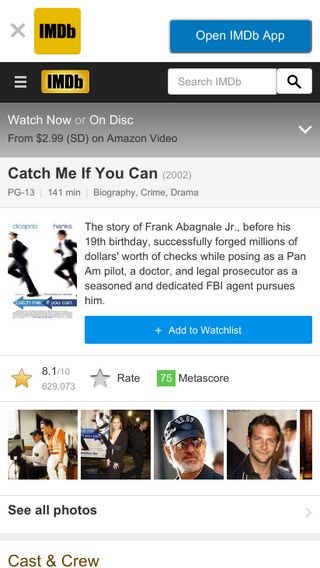 IMDb
Open IMDb App
IMDb
Search IMDb
Watch Now or On Disc
From $2.99 (SD) on Amazon Video
Catch Me If You Can (2002)
PG-13 | 141 min | Biography, Crime, Drama
dicaprio hanks
catch me if you can
The story of Frank Abagnale Jr., before his
19th birthday, successfully forged millions of
dollars' worth of checks while posing as a Pan
Am pilot, a doctor, and legal prosecutor as a
seasoned and dedicated FBI agent pursues
him.
+ Add to Watchlist
8.1/10
629,073
Rate
75 Metascore
See all photos
Cast & Crew